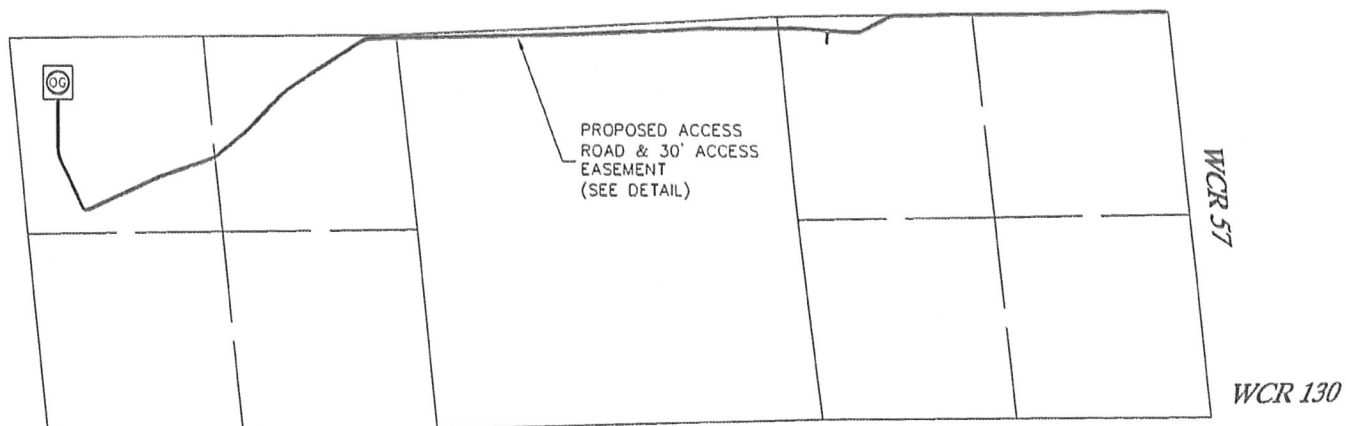 OG
PROPOSED ACCESS
ROAD & 30' ACCESS
EASEMENT
(SEE DETAIL)
WCR 57
WCR 130